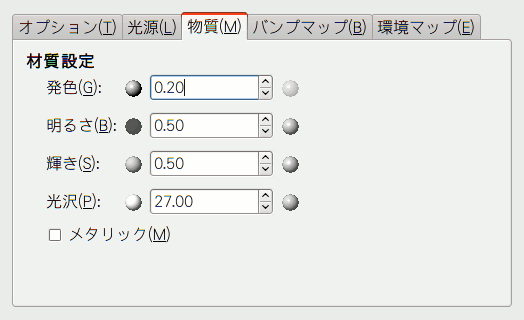 オプション(T) 光源(L) 物質(M) バンプマップ(B) 環境マップ(E)
材質設定
発色(G): 0.20
明るさ(B): 0.50
輝き(S): 0.50
光沢(P): 27.00
メタリック(M)